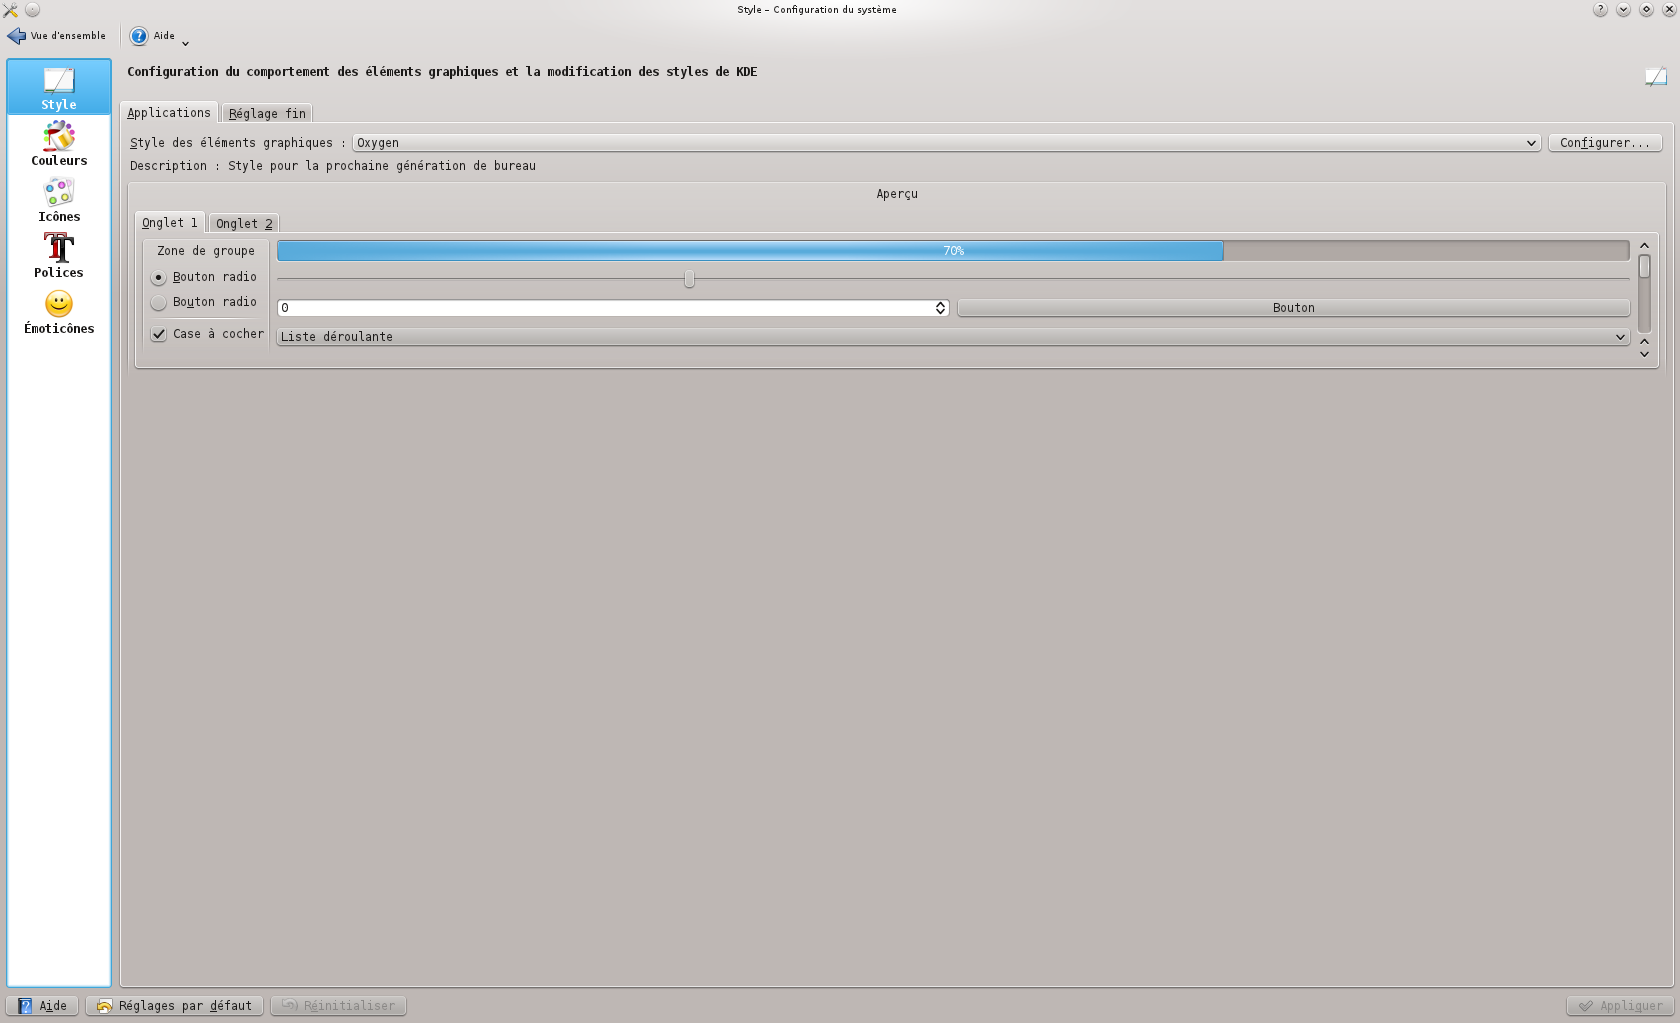 Style – Configuration du système
Vue d'ensemble
Aide
Style
Couleurs
Icônes
Polices
Émoticônes
Configuration du comportement des éléments graphiques et la modification des styles de KDE
Applications
Réglage fin
Style des éléments graphiques : Oxygen
Configurer...
Description : Style pour la prochaine génération de bureau
Aperçu
Onglet 1
Onglet 2
Zone de groupe
70%
Bouton radio
Bouton radio
0
Bouton
Case à cocher
Liste déroulante
Aide
Réglages par défaut
Réinitialiser
Appliquer